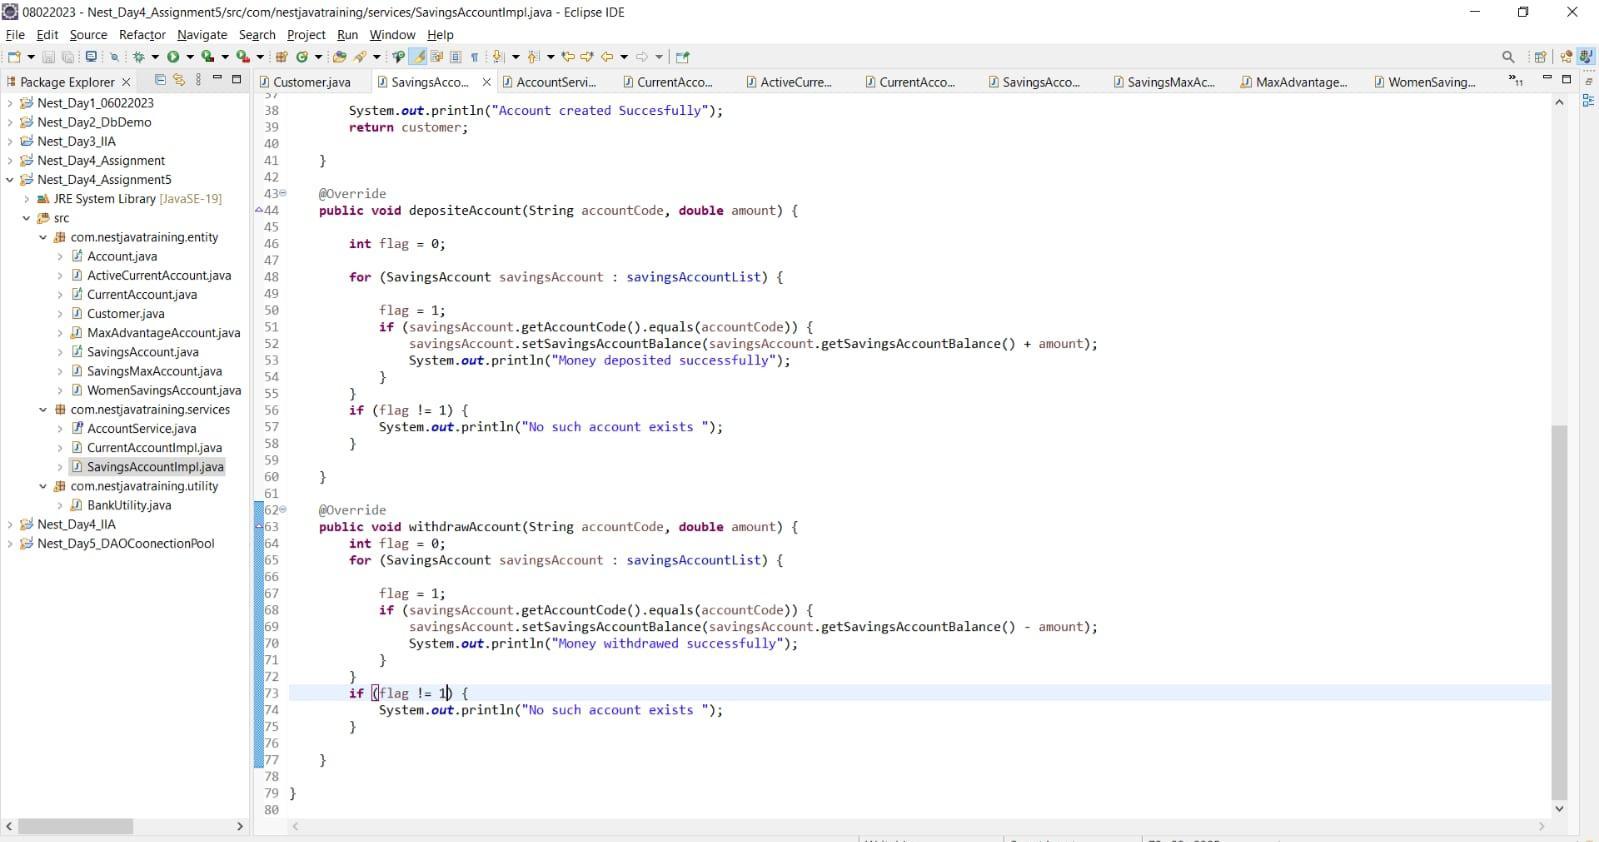 08022023 - Nest_Day4_Assignment5/src/com/nestjavatraining/services/SavingsAccountImpl.java - Eclipse IDE
File Edit Source Refactor Navigate Search Project Run Window Help
Package Explorer
Customer.java SavingsAcco... AccountServi... CurrentAcco... ActiveCurre... CurrentAcco... SavingsAcco... SavingsMaxAc... MaxAdvantage... WomenSaving... »11
Nest_Day1_06022023
Nest_Day2_DbDemo
Nest_Day3_IIA
Nest_Day4_Assignment
Nest_Day4_Assignment5
JRE System Library [JavaSE-19]
src
com.nestjavatraining.entity
Account.java
ActiveCurrentAccount.java
CurrentAccount.java
Customer.java
MaxAdvantageAccount.java
SavingsAccount.java
SavingsMaxAccount.java
WomenSavingsAccount.java
com.nestjavatraining.services
AccountService.java
CurrentAccountImpl.java
SavingsAccountImpl.java
com.nestjavatraining.utility
BankUtility.java
Nest_Day4_IIA
Nest_Day5_DAOCoonectionPool
37
38 System.out.println("Account created Succesfully");
39 return customer;
40
41 }
42
43 @Override
44 public void depositeAccount(String accountCode, double amount) {
45
46 int flag = 0;
47
48 for (SavingsAccount savingsAccount : savingsAccountList) {
49
50 flag = 1;
51 if (savingsAccount.getAccountCode().equals(accountCode)) {
52 savingsAccount.setSavingsAccountBalance(savingsAccount.getSavingsAccountBalance() + amount);
53 System.out.println("Money deposited successfully");
54 }
55 }
56 if (flag != 1) {
57 System.out.println("No such account exists ");
58 }
59
60 }
61
62 @Override
63 public void withdrawAccount(String accountCode, double amount) {
64 int flag = 0;
65 for (SavingsAccount savingsAccount : savingsAccountList) {
66
67 flag = 1;
68 if (savingsAccount.getAccountCode().equals(accountCode)) {
69 savingsAccount.setSavingsAccountBalance(savingsAccount.getSavingsAccountBalance() - amount);
70 System.out.println("Money withdrawed successfully");
71 }
72 }
73 if (flag != 1) {
74 System.out.println("No such account exists ");
75 }
76
77 }
78
79 }
80